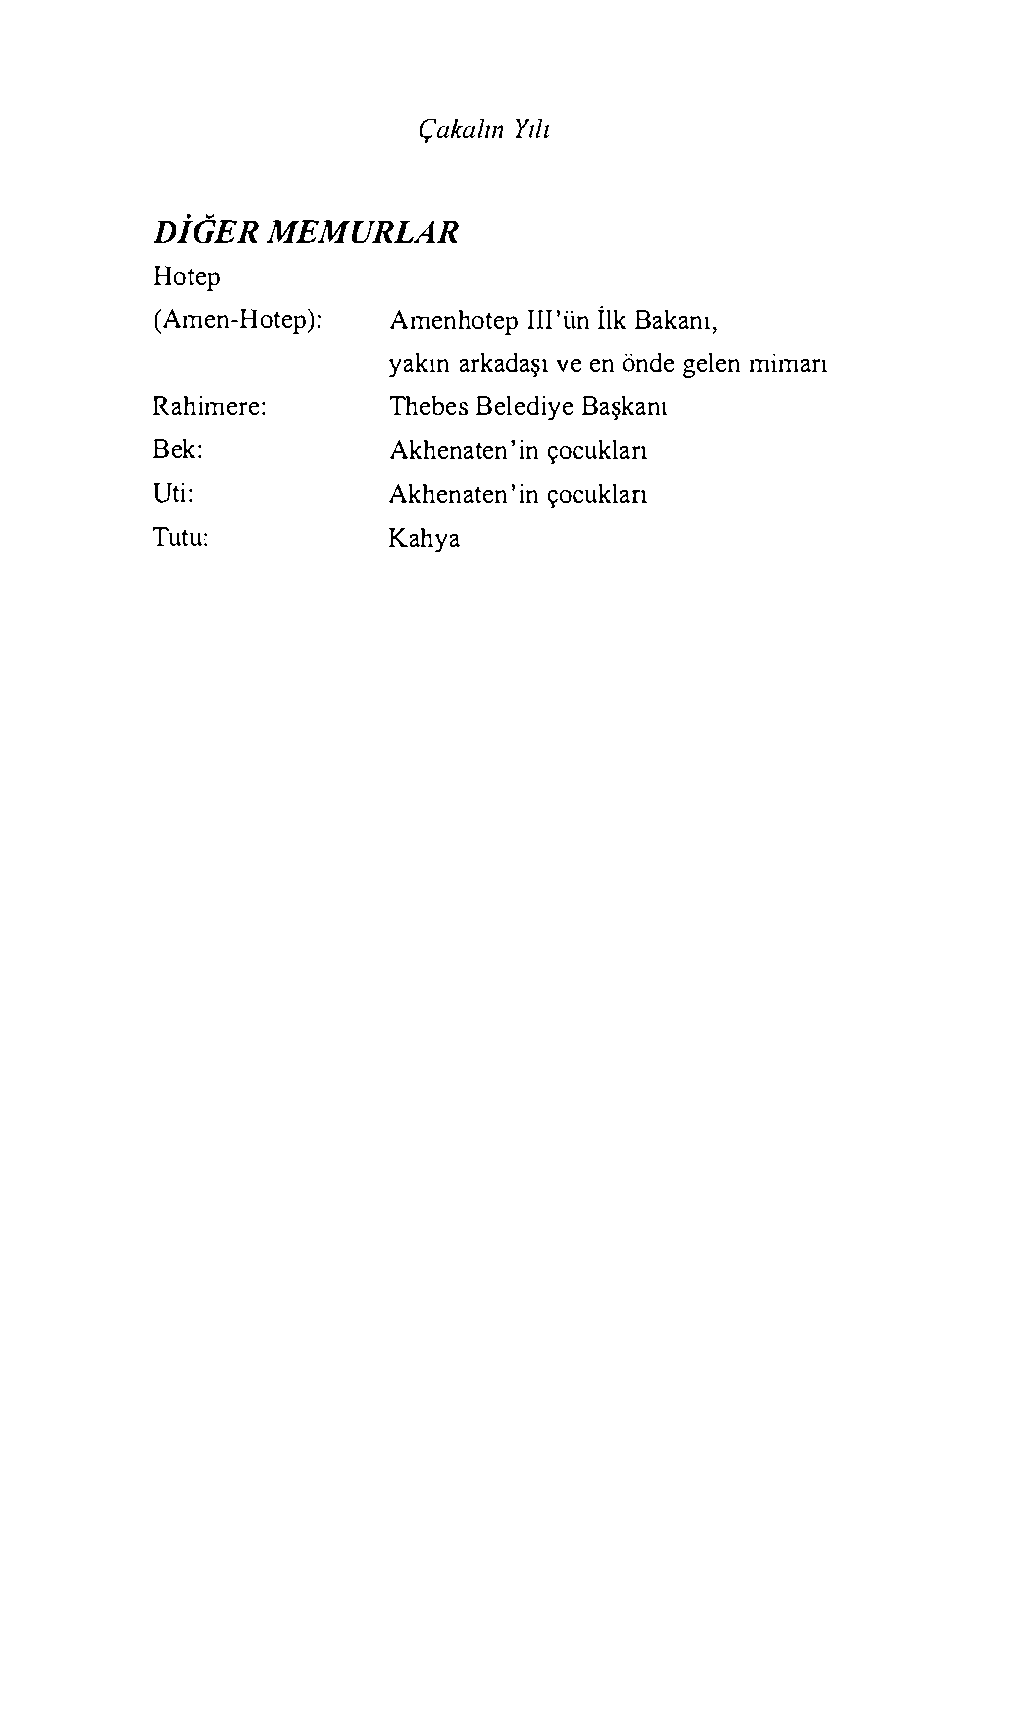 Çakalın Yılı
DİĞER MEMURLAR
Hotep
(Amen-Hotep): Amenhotep III'ün İlk Bakanı,
yakın arkadaşı ve en önde gelen mimarı
Rahimere: Thebes Belediye Başkanı
Bek: Akhenaten'in çocukları
Uti: Akhenaten'in çocukları
Tutu: Kahya